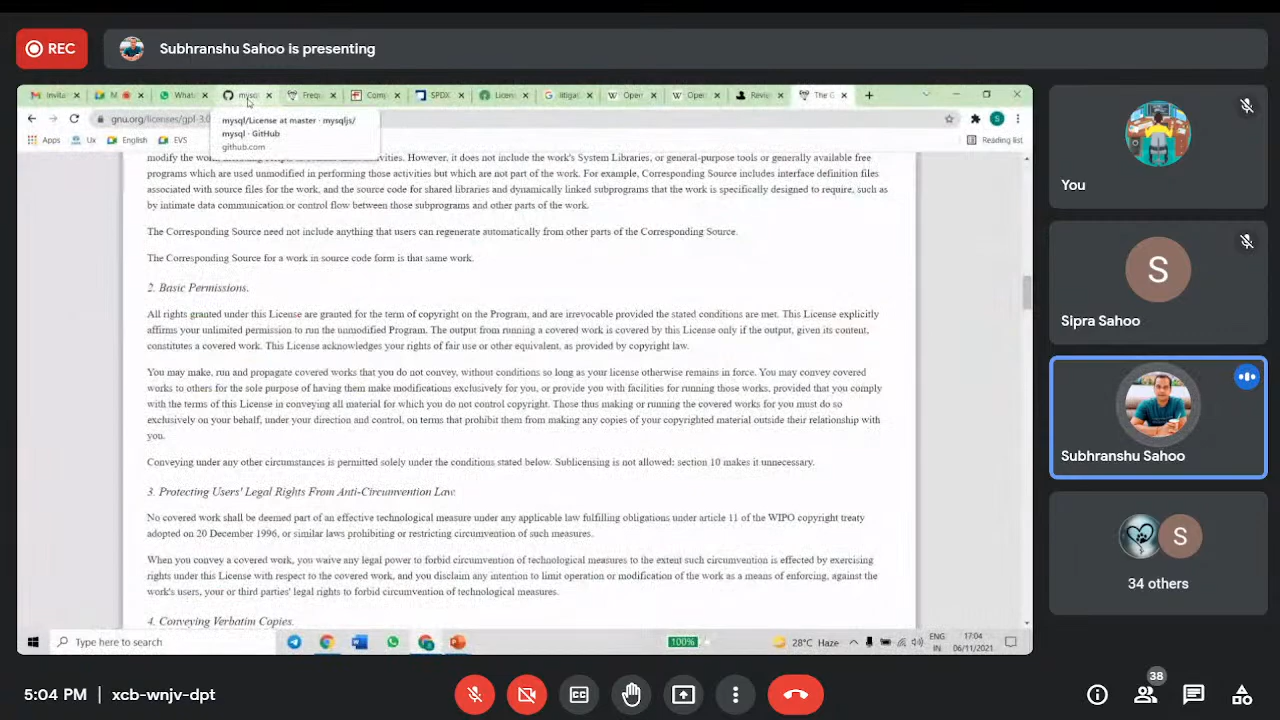 REC
Subhranshu Sahoo is presenting
Invita
M
What
mysq
Freq
Com
SPDX
Licen
litigat
Open
Open
Revie
The G
gnu.org/licenses/gpl-3.0
mysql/License at master · mysqljs/
mysql · GitHub
github.com
S
Apps
Ux
English
EVS
Reading list
programs which are used unmodified in performing those activities but which are not part of the work. For example, Corresponding Source includes interface definition files
associated with source files for the work, and the source code for shared libraries and dynamically linked subprograms that the work is specifically designed to require, such as
by intimate data communication or control flow between those subprograms and other parts of the work.
The Corresponding Source need not include anything that users can regenerate automatically from other parts of the Corresponding Source.
The Corresponding Source for a work in source code form is that same work.
2. Basic Permissions.
All rights granted under this License are granted for the term of copyright on the Program, and are irrevocable provided the stated conditions are met. This License explicitly
affirms your unlimited permission to run the unmodified Program. The output from running a covered work is covered by this License only if the output, given its content,
constitutes a covered work. This License acknowledges your rights of fair use or other equivalent, as provided by copyright law.
You may make, run and propagate covered works that you do not convey, without conditions so long as your license otherwise remains in force. You may convey covered
works to others for the sole purpose of having them make modifications exclusively for you, or provide you with facilities for running those works, provided that you comply
with the terms of this License in conveying all material for which you do not control copyright. Those thus making or running the covered works for you must do so
exclusively on your behalf, under your direction and control, on terms that prohibit them from making any copies of your copyrighted material outside their relationship with
you.
Conveying under any other circumstances is permitted solely under the conditions stated below. Sublicensing is not allowed: section 10 makes it unnecessary.
3. Protecting Users' Legal Rights From Anti-Circumvention Law.
No covered work shall be deemed part of an effective technological measure under any applicable law fulfilling obligations under article 11 of the WIPO copyright treaty
adopted on 20 December 1996, or similar laws prohibiting or restricting circumvention of such measures.
When you convey a covered work, you waive any legal power to forbid circumvention of technological measures to the extent such circumvention is effected by exercising
rights under this License with respect to the covered work, and you disclaim any intention to limit operation or modification of the work as a means of enforcing, against the
work's users, your or third parties' legal rights to forbid circumvention of technological measures.
4. Conveying Verbatim Copies.
Type here to search
100%
28°C Haze
ENG
IN
17:04
06/11/2021
You
S
Sipra Sahoo
Subhranshu Sahoo
S
34 others
5:04 PM | xcb-wnjv-dpt
CC
38